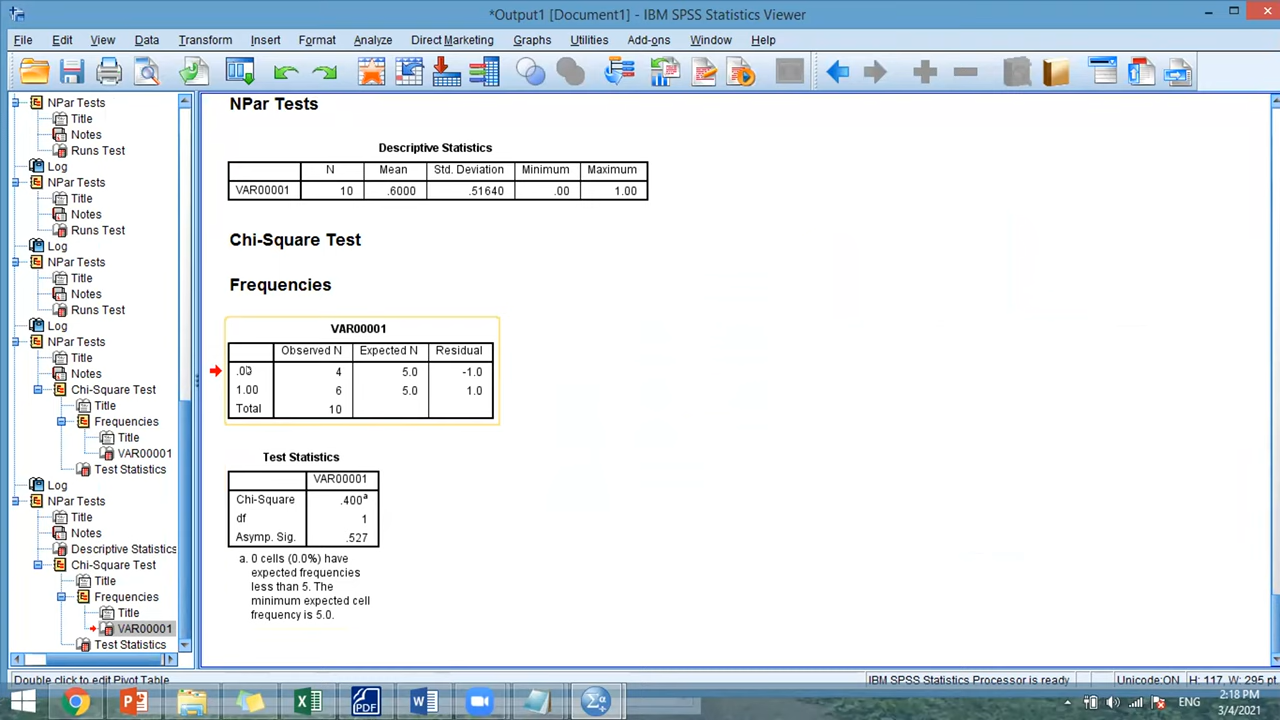 *Output1 [Document1] - IBM SPSS Statistics Viewer
File Edit View Data Transform Insert Format Analyze Direct Marketing Graphs Utilities Add-ons Window Help
NPar Tests
Title
Notes
Runs Test
Log
NPar Tests
Title
Notes
Runs Test
Log
NPar Tests
Title
Notes
Runs Test
Log
NPar Tests
Title
Notes
Chi-Square Test
Title
Frequencies
Title
VAR00001
Test Statistics
Log
NPar Tests
Title
Notes
Descriptive Statistics
Chi-Square Test
Title
Frequencies
Title
VAR00001
Test Statistics
NPar Tests
Descriptive Statistics
N Mean Std. Deviation Minimum Maximum
VAR00001 10 .6000 .51640 .00 1.00
Chi-Square Test
Frequencies
VAR00001
Observed N Expected N Residual
.00 4 5.0 -1.0
1.00 6 5.0 1.0
Total 10
Test Statistics
VAR00001
Chi-Square .400a
df 1
Asymp. Sig. .527
a. 0 cells (0.0%) have
expected frequencies
less than 5. The
minimum expected cell
frequency is 5.0.
Double click to edit Pivot Table IBM SPSS Statistics Processor is ready Unicode:ON H: 117, W: 295 pt
PDF
ENG
2:18 PM
3/4/2021